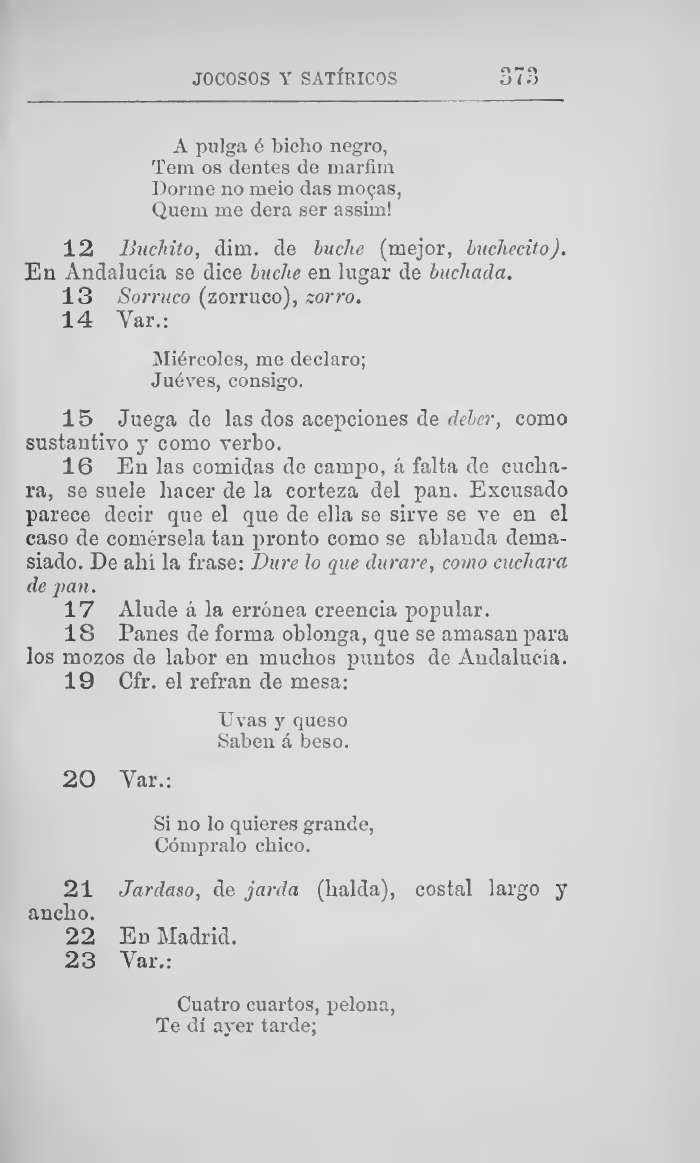 JOCOSOS Y SATÍRICOS 373
A pulga é bicho negro,
Tem os dentes de marfim
Dorme no meio das moças,
Quem me dera ser assim!
12 Buchito, dim. de buche (mejor, buchecito).
En Andalucía se dice buche en lugar de buchada.
13 Sorruco (zorruco), zorro.
14 Var.:
Miércoles, me declaro;
Juéves, consigo.
15 Juega de las dos acepciones de deber, como
sustantivo y como verbo.
16 En las comidas de campo, á falta de cucha-
ra, se suele hacer de la corteza del pan. Excusado
parece decir que el que de ella se sirve se ve en el
caso de comérsela tan pronto como se ablanda dema-
siado. De ahí la frase: Dure lo que durare, como cuchara
de pan.
17 Alude á la errónea creencia popular.
18 Panes de forma oblonga, que se amasan para
los mozos de labor en muchos puntos de Andalucía.
19 Cfr. el refran de mesa:
Uvas y queso
Saben á beso.
20 Var.:
Si no lo quieres grande,
Cómpralo chico.
21 Jardaso, de jarda (halda), costal largo y
ancho.
22 En Madrid.
23 Var.:
Cuatro cuartos, pelona,
Te dí ayer tarde;